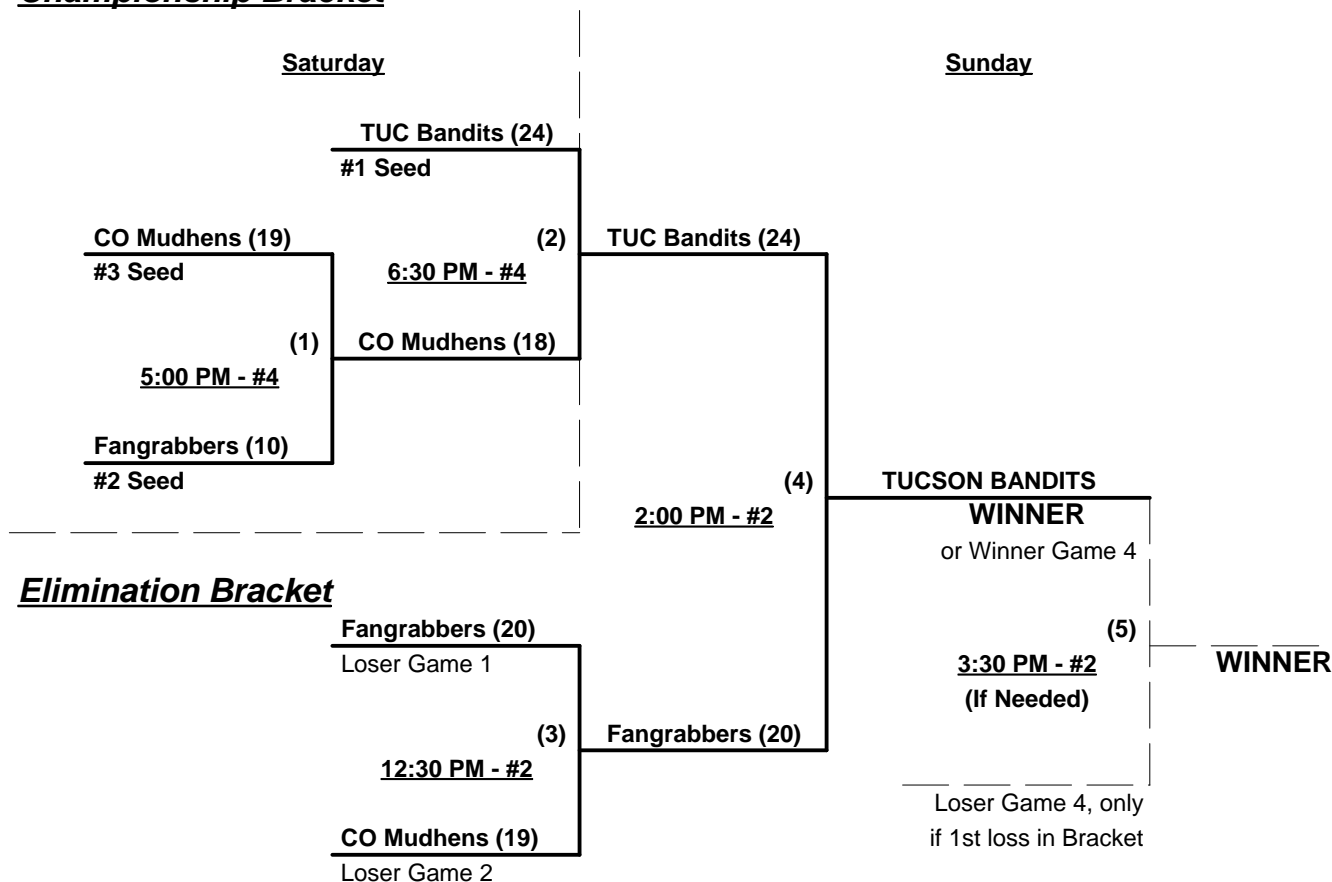 Championship Bracket
Saturday
Sunday
TUC Bandits (24)
#1 Seed
CO Mudhens (19)
(2)
TUC Bandits (24)
#3 Seed
6:30 PM - #4
(1)
CO Mudhens (18)
5:00 PM - #4
Fangrabbers (10)
#2 Seed
(4)
TUCSON BANDITS
2:00 PM - #2
WINNER
or Winner Game 4
Elimination Bracket
Fangrabbers (20)
(5)
Loser Game 1
3:30 PM - #2
WINNER
(If Needed)
(3)
Fangrabbers (20)
12:30 PM - #2
Loser Game 4, only
CO Mudhens (19)
if 1st loss in Bracket
Loser Game 2